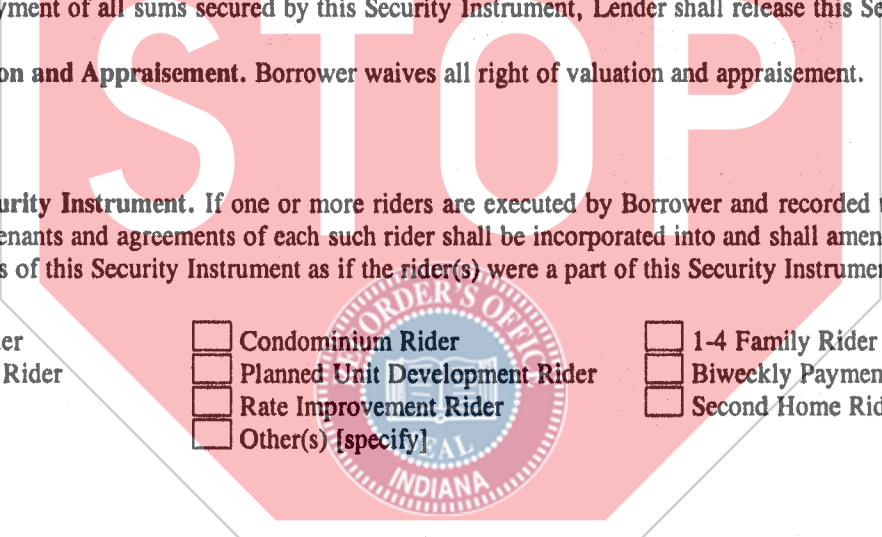 yment of all sums secured by this Security Instrument, Lender shall release this Se
on and Appraisement. Borrower waives all right of valuation and appraisement.
STOP
urity Instrument. If one or more riders are executed by Borrower and recorded
enants and agreements of each such rider shall be incorporated into and shall amen
s of this Security Instrument as if the rider(s) were a part of this Security Instrumen
er Condominium Rider 1-4 Family Rider
Rider Planned Unit Development Rider Biweekly Paymen
Rate Improvement Rider Second Home Rid
Other(s) [specify]
RECORDER'S OFFICE
SEAL
INDIANA